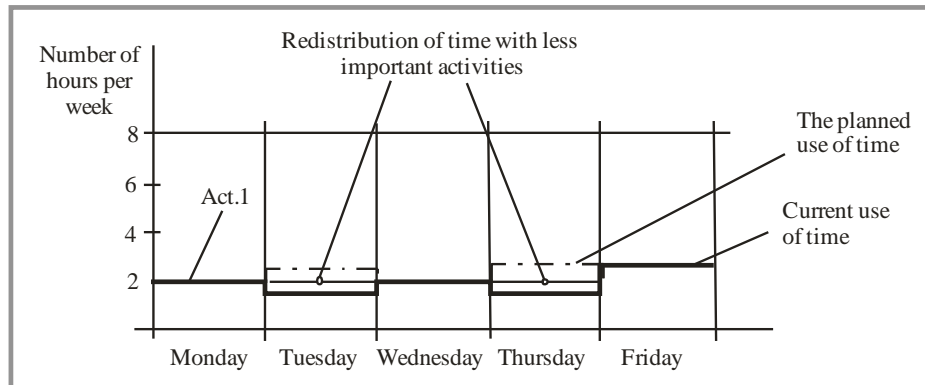 Redistribution of time with less
important activities
Number of
hours per
week
The planned
use of time
8
6
Act.1
Current use
of time
4
2
Monday Tuesday Wednesday Thursday Friday